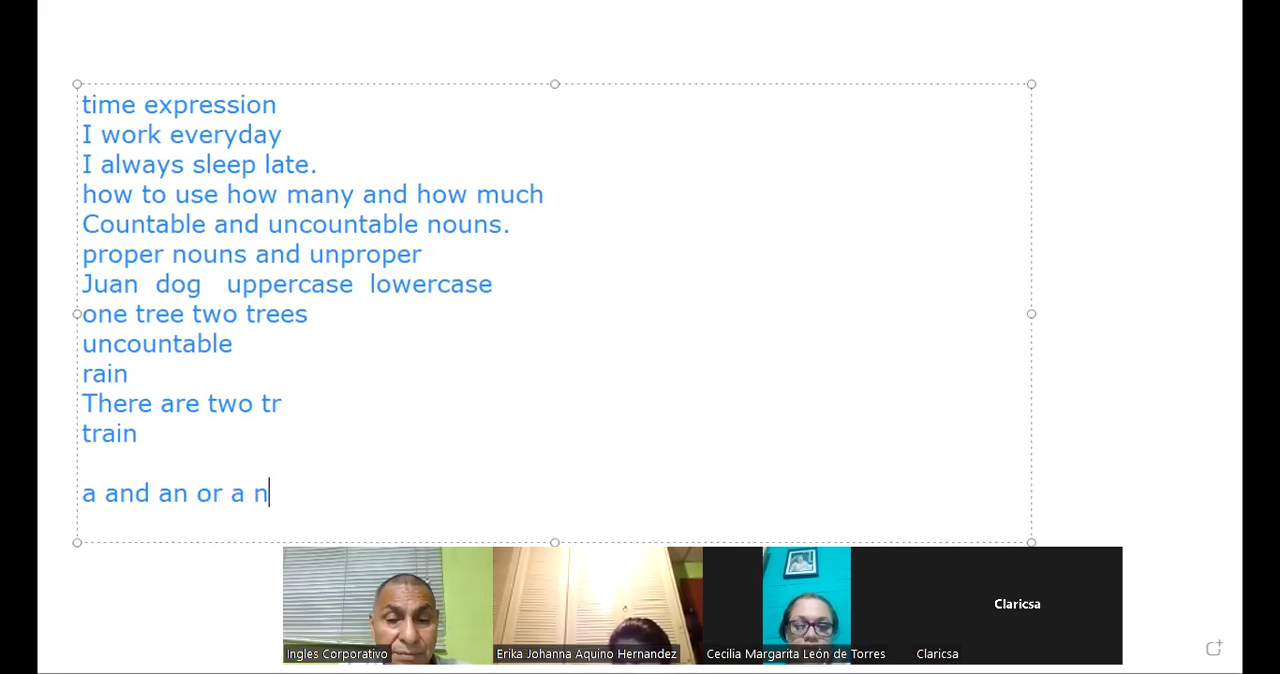 time expression
I work everyday
I always sleep late.
how to use how many and how much
Countable and uncountable nouns.
proper nouns and unproper
Juan dog uppercase lowercase
one tree two trees
uncountable
rain
There are two tr
train
a and an or a n
Claricsa
Ingles Corporativo
Erika Johanna Aquino Hernandez
Cecilia Margarita León de Torres
Claricsa